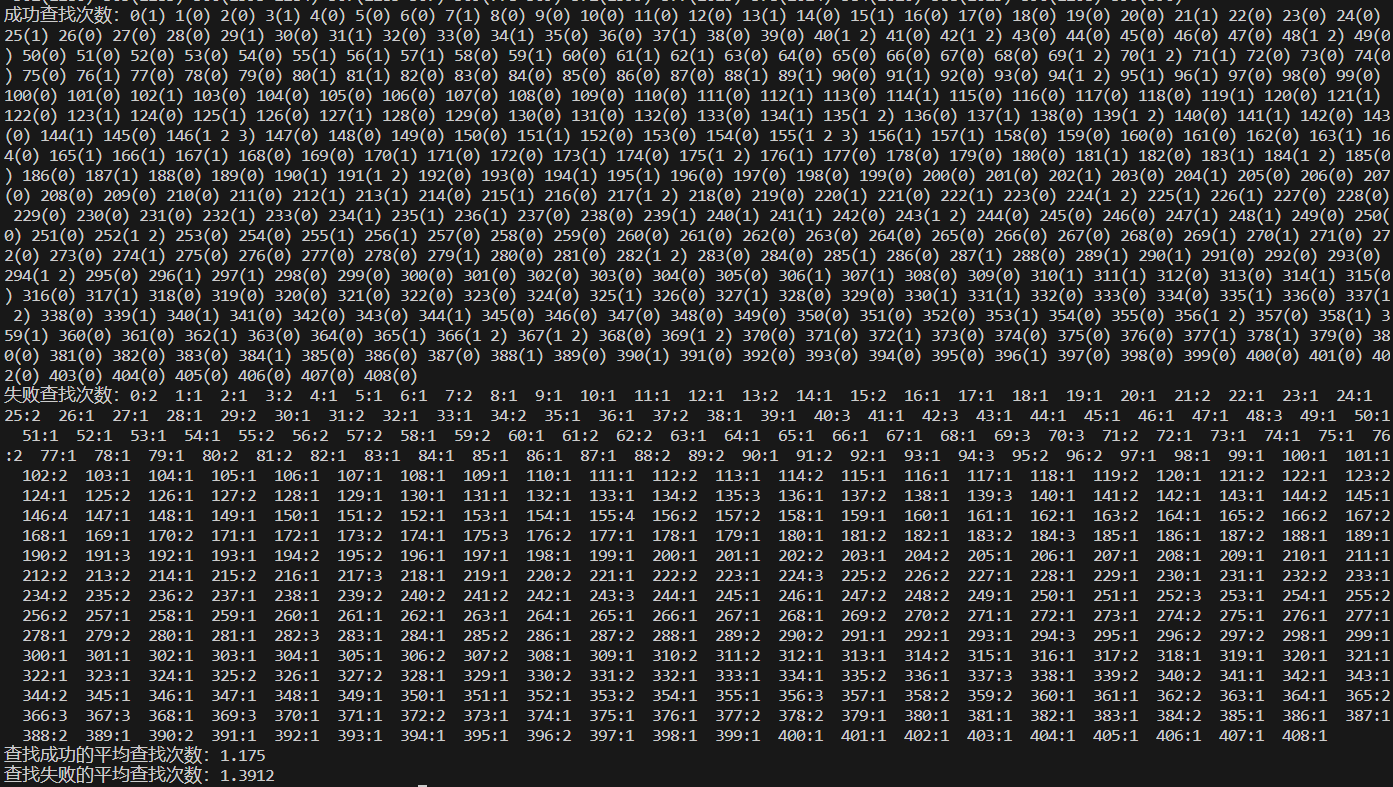 成功查找次数：0(1) 1(0) 2(0) 3(1) 4(0) 5(0) 6(0) 7(1) 8(0) 9(0) 10(0) 11(0) 12(0) 13(1) 14(0) 15(1) 16(0) 17(0) 18(0) 19(0) 20(0) 21(1) 22(0) 23(0) 24(0)
25(1) 26(0) 27(0) 28(0) 29(1) 30(0) 31(1) 32(0) 33(0) 34(1) 35(0) 36(0) 37(1) 38(0) 39(0) 40(1 2) 41(0) 42(1 2) 43(0) 44(0) 45(0) 46(0) 47(0) 48(1 2) 49(0
) 50(0) 51(0) 52(0) 53(0) 54(0) 55(1) 56(1) 57(1) 58(0) 59(1) 60(0) 61(1) 62(1) 63(0) 64(0) 65(0) 66(0) 67(0) 68(0) 69(1 2) 70(1 2) 71(1) 72(0) 73(0) 74(0
) 75(0) 76(1) 77(0) 78(0) 79(0) 80(1) 81(1) 82(0) 83(0) 84(0) 85(0) 86(0) 87(0) 88(1) 89(1) 90(0) 91(1) 92(0) 93(0) 94(1 2) 95(1) 96(1) 97(0) 98(0) 99(0)
100(0) 101(0) 102(1) 103(0) 104(0) 105(0) 106(0) 107(0) 108(0) 109(0) 110(0) 111(0) 112(1) 113(0) 114(1) 115(0) 116(0) 117(0) 118(0) 119(1) 120(0) 121(1)
122(0) 123(1) 124(0) 125(1) 126(0) 127(1) 128(0) 129(0) 130(0) 131(0) 132(0) 133(0) 134(1) 135(1 2) 136(0) 137(1) 138(0) 139(1 2) 140(0) 141(1) 142(0) 143
(0) 144(1) 145(0) 146(1 2 3) 147(0) 148(0) 149(0) 150(0) 151(1) 152(0) 153(0) 154(0) 155(1 2 3) 156(1) 157(1) 158(0) 159(0) 160(0) 161(0) 162(0) 163(1) 16
4(0) 165(1) 166(1) 167(1) 168(0) 169(0) 170(1) 171(0) 172(0) 173(1) 174(0) 175(1 2) 176(1) 177(0) 178(0) 179(0) 180(0) 181(1) 182(0) 183(1) 184(1 2) 185(0
) 186(0) 187(1) 188(0) 189(0) 190(1) 191(1 2) 192(0) 193(0) 194(1) 195(1) 196(0) 197(0) 198(0) 199(0) 200(0) 201(0) 202(1) 203(0) 204(1) 205(0) 206(0) 207
(0) 208(0) 209(0) 210(0) 211(0) 212(1) 213(1) 214(0) 215(1) 216(0) 217(1 2) 218(0) 219(0) 220(1) 221(0) 222(1) 223(0) 224(1 2) 225(1) 226(1) 227(0) 228(0)
229(0) 230(0) 231(0) 232(1) 233(0) 234(1) 235(1) 236(1) 237(0) 238(0) 239(1) 240(1) 241(1) 242(0) 243(1 2) 244(0) 245(0) 246(0) 247(1) 248(1) 249(0) 250(
0) 251(0) 252(1 2) 253(0) 254(0) 255(1) 256(1) 257(0) 258(0) 259(0) 260(0) 261(0) 262(0) 263(0) 264(0) 265(0) 266(0) 267(0) 268(0) 269(1) 270(1) 271(0) 27
2(0) 273(0) 274(1) 275(0) 276(0) 277(0) 278(0) 279(1) 280(0) 281(0) 282(1 2) 283(0) 284(0) 285(1) 286(0) 287(1) 288(0) 289(1) 290(1) 291(0) 292(0) 293(0)
294(1 2) 295(0) 296(1) 297(1) 298(0) 299(0) 300(0) 301(0) 302(0) 303(0) 304(0) 305(0) 306(1) 307(1) 308(0) 309(0) 310(1) 311(1) 312(0) 313(0) 314(1) 315(0
) 316(0) 317(1) 318(0) 319(0) 320(0) 321(0) 322(0) 323(0) 324(0) 325(1) 326(0) 327(1) 328(0) 329(0) 330(1) 331(1) 332(0) 333(0) 334(0) 335(1) 336(0) 337(1
2) 338(0) 339(1) 340(1) 341(0) 342(0) 343(0) 344(1) 345(0) 346(0) 347(0) 348(0) 349(0) 350(0) 351(0) 352(0) 353(1) 354(0) 355(0) 356(1 2) 357(0) 358(1) 3
59(1) 360(0) 361(0) 362(1) 363(0) 364(0) 365(1) 366(1 2) 367(1 2) 368(0) 369(1 2) 370(0) 371(0) 372(1) 373(0) 374(0) 375(0) 376(0) 377(1) 378(1) 379(0) 38
0(0) 381(0) 382(0) 383(0) 384(1) 385(0) 386(0) 387(0) 388(1) 389(0) 390(1) 391(0) 392(0) 393(0) 394(0) 395(0) 396(1) 397(0) 398(0) 399(0) 400(0) 401(0) 40
2(0) 403(0) 404(0) 405(0) 406(0) 407(0) 408(0)
失败查找次数：0:2 1:1 2:1 3:2 4:1 5:1 6:1 7:2 8:1 9:1 10:1 11:1 12:1 13:2 14:1 15:2 16:1 17:1 18:1 19:1 20:1 21:2 22:1 23:1 24:1
25:2 26:1 27:1 28:1 29:2 30:1 31:2 32:1 33:1 34:2 35:1 36:1 37:2 38:1 39:1 40:3 41:1 42:3 43:1 44:1 45:1 46:1 47:1 48:3 49:1 50:1
51:1 52:1 53:1 54:1 55:2 56:2 57:2 58:1 59:2 60:1 61:2 62:2 63:1 64:1 65:1 66:1 67:1 68:1 69:3 70:3 71:2 72:1 73:1 74:1 75:1 76
:2 77:1 78:1 79:1 80:2 81:2 82:1 83:1 84:1 85:1 86:1 87:1 88:2 89:2 90:1 91:2 92:1 93:1 94:3 95:2 96:2 97:1 98:1 99:1 100:1 101:1
102:2 103:1 104:1 105:1 106:1 107:1 108:1 109:1 110:1 111:1 112:2 113:1 114:2 115:1 116:1 117:1 118:1 119:2 120:1 121:2 122:1 123:2
124:1 125:2 126:1 127:2 128:1 129:1 130:1 131:1 132:1 133:1 134:2 135:3 136:1 137:2 138:1 139:3 140:1 141:2 142:1 143:1 144:2 145:1
146:4 147:1 148:1 149:1 150:1 151:2 152:1 153:1 154:1 155:4 156:2 157:2 158:1 159:1 160:1 161:1 162:1 163:2 164:1 165:2 166:2 167:2
168:1 169:1 170:2 171:1 172:1 173:2 174:1 175:3 176:2 177:1 178:1 179:1 180:1 181:2 182:1 183:2 184:3 185:1 186:1 187:2 188:1 189:1
190:2 191:3 192:1 193:1 194:2 195:2 196:1 197:1 198:1 199:1 200:1 201:1 202:2 203:1 204:2 205:1 206:1 207:1 208:1 209:1 210:1 211:1
212:2 213:2 214:1 215:2 216:1 217:3 218:1 219:1 220:2 221:1 222:2 223:1 224:3 225:2 226:2 227:1 228:1 229:1 230:1 231:1 232:2 233:1
234:2 235:2 236:2 237:1 238:1 239:2 240:2 241:2 242:1 243:3 244:1 245:1 246:1 247:2 248:2 249:1 250:1 251:1 252:3 253:1 254:1 255:2
256:2 257:1 258:1 259:1 260:1 261:1 262:1 263:1 264:1 265:1 266:1 267:1 268:1 269:2 270:2 271:1 272:1 273:1 274:2 275:1 276:1 277:1
278:1 279:2 280:1 281:1 282:3 283:1 284:1 285:2 286:1 287:2 288:1 289:2 290:2 291:1 292:1 293:1 294:3 295:1 296:2 297:2 298:1 299:1
300:1 301:1 302:1 303:1 304:1 305:1 306:2 307:2 308:1 309:1 310:2 311:2 312:1 313:1 314:2 315:1 316:1 317:2 318:1 319:1 320:1 321:1
322:1 323:1 324:1 325:2 326:1 327:2 328:1 329:1 330:2 331:2 332:1 333:1 334:1 335:2 336:1 337:3 338:1 339:2 340:2 341:1 342:1 343:1
344:2 345:1 346:1 347:1 348:1 349:1 350:1 351:1 352:1 353:2 354:1 355:1 356:3 357:1 358:2 359:2 360:1 361:1 362:2 363:1 364:1 365:2
366:3 367:3 368:1 369:3 370:1 371:1 372:2 373:1 374:1 375:1 376:1 377:2 378:2 379:1 380:1 381:1 382:1 383:1 384:2 385:1 386:1 387:1
388:2 389:1 390:2 391:1 392:1 393:1 394:1 395:1 396:2 397:1 398:1 399:1 400:1 401:1 402:1 403:1 404:1 405:1 406:1 407:1 408:1
查找成功的平均查找次数：1.175
查找失败的平均查找次数：1.3912